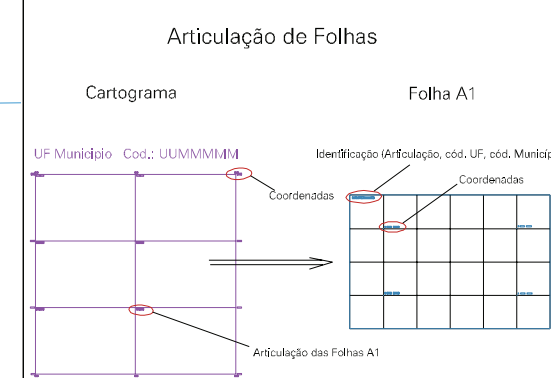 Articulação de Folhas
Cartograma
Folha A1
UF Municipio Cod.: UUMMMMM
Identificação (Articulação, cód. UF, cód. Municíp
Coordenadas
Coordenadas
Articulação das Folhas A1